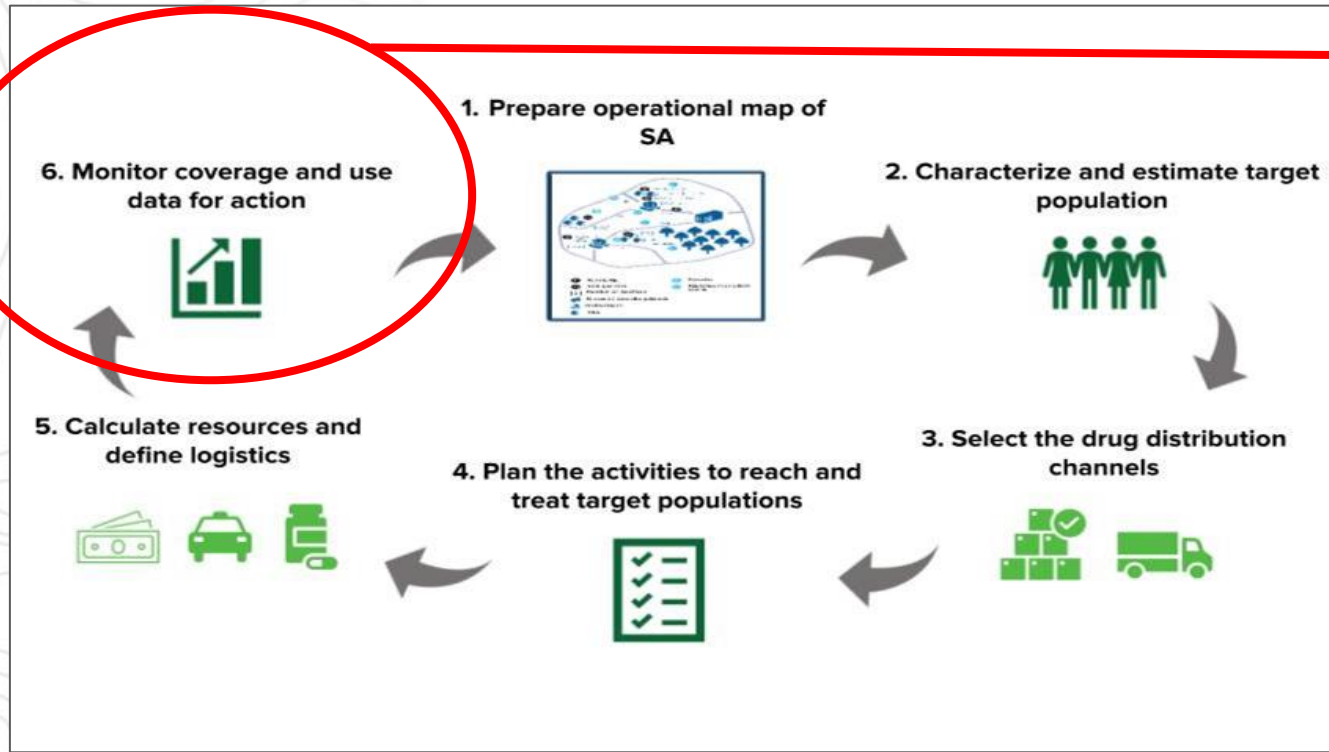 1. Prepare operational map of
SA
6. Monitor coverage and use
data for action
2. Characterize and estimate target
population
5. Calculate resources and
define logistics
4. Plan the activities to reach and
treat target populations
3. Select the drug distribution
channels